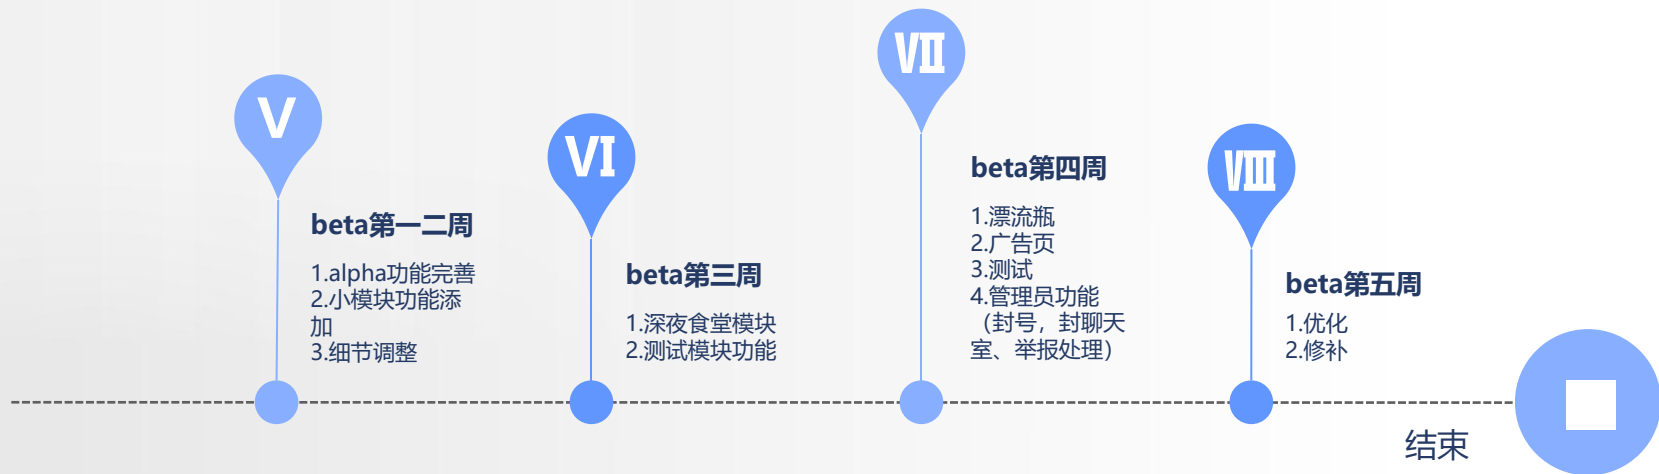 V
beta第一二周
1.alpha功能完善
2.小模块功能添
加
3.细节调整
VI
beta第三周
1.深夜食堂模块
2.测试模块功能
VII
beta第四周
1.漂流瓶
2.广告页
3.测试
4.管理员功能
（封号，封聊天
室、举报处理）
VIII
beta第五周
1.优化
2.修补
结束